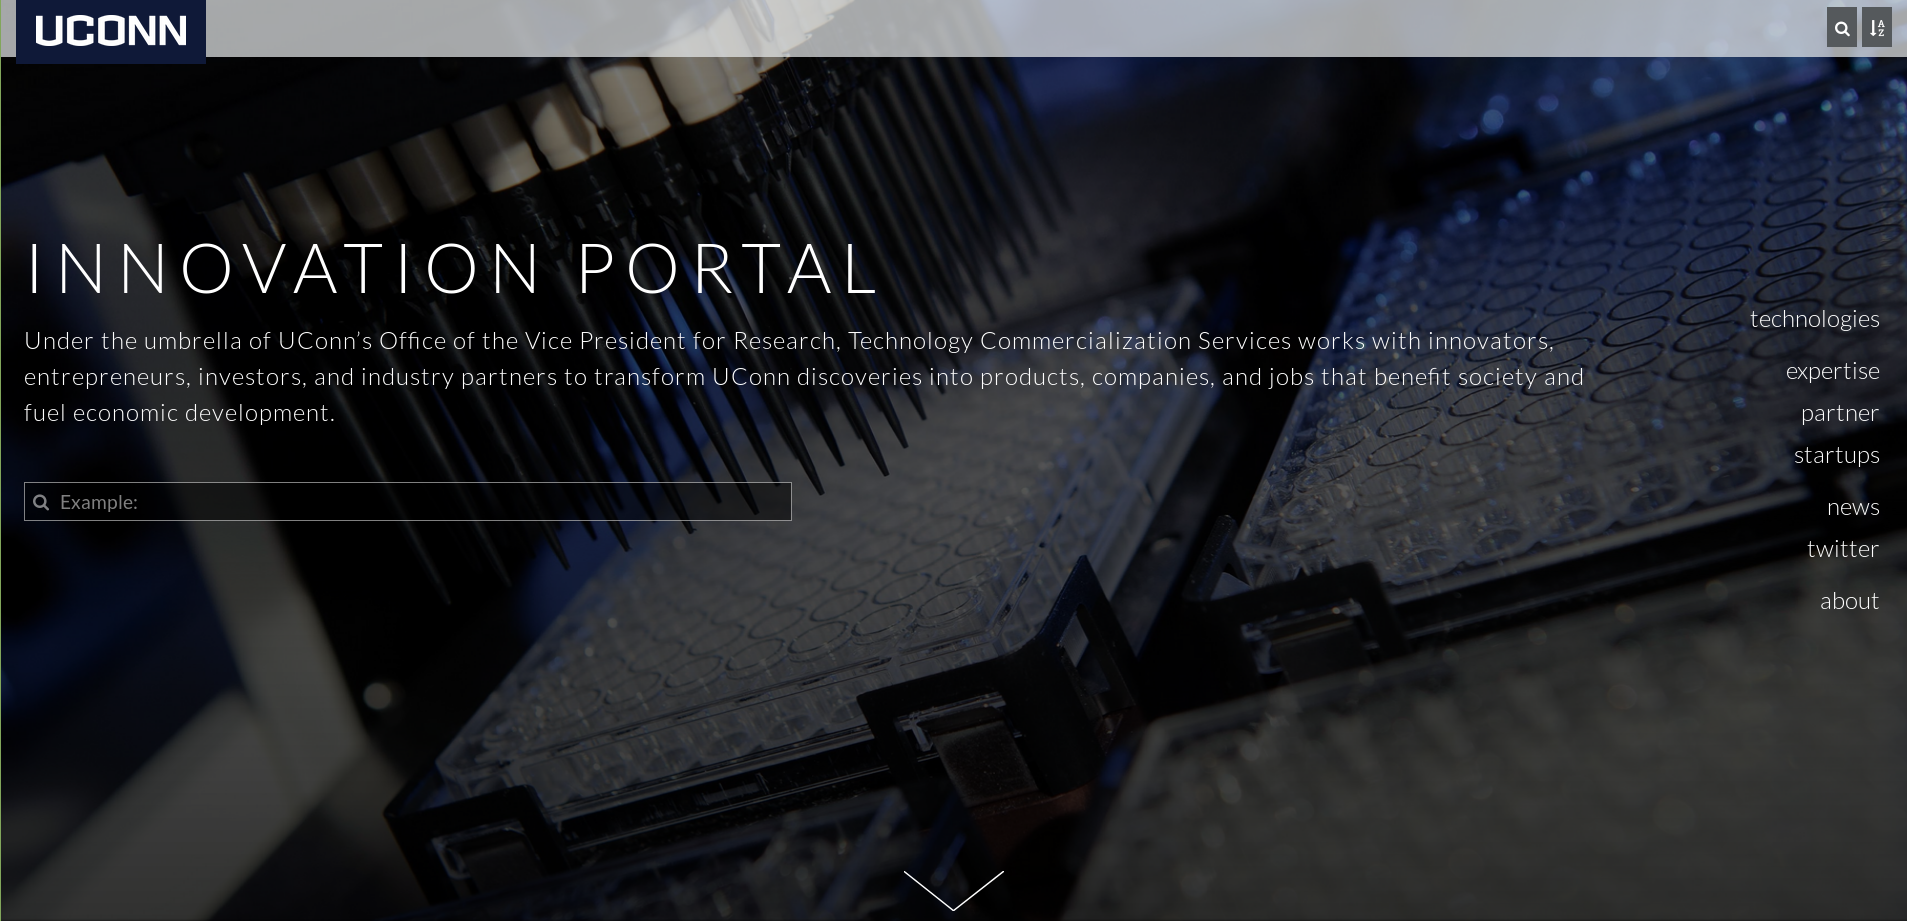 UCONN
A
Z
INNOVATION PORTAL
Under the umbrella of UConn’s Office of the Vice President for Research, Technology Commercialization Services works with innovators,
entrepreneurs, investors, and industry partners to transform UConn discoveries into products, companies, and jobs that benefit society and
fuel economic development.
Example:
technologies
expertise
partner
startups
news
twitter
about